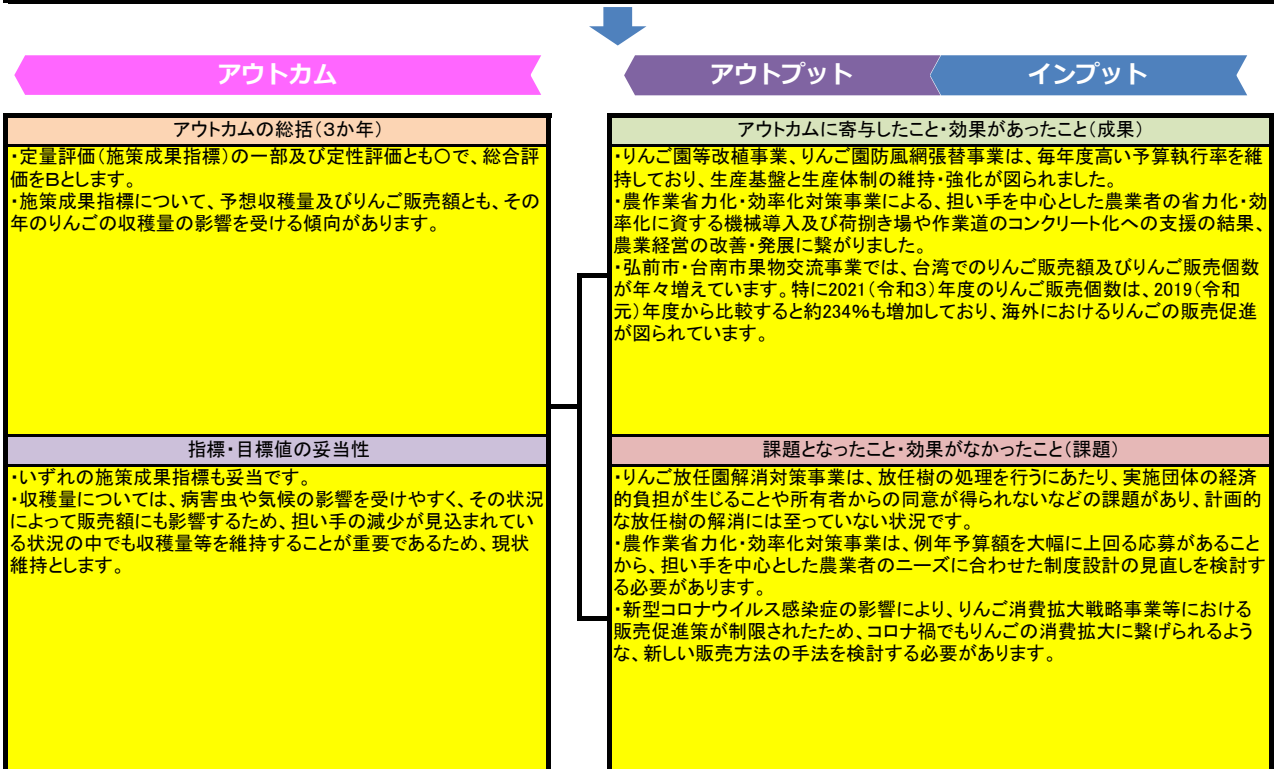 アウトカム
アウトプット
インプット
アウトカムの総括(3か年)
・定量評価(施策成果指標)の一部及び定性評価とも○で、総合評
価をBとします。
・施策成果指標について、予想収穫量及びりんご販売額とも、その
年のりんごの収穫量の影響を受ける傾向があります。
指標・目標値の妥当性
・いずれの施策成果指標も妥当です。
・収穫量については、病害虫や気候の影響を受けやすく、その状況
によって販売額にも影響するため、担い手の減少が見込まれてい
る状況の中でも収穫量等を維持することが重要であるため、現状
維持とします。
アウトカムに寄与したこと・効果があったこと(成果)
・りんご園等改植事業、りんご園防風網張替事業は、毎年度高い予算執行率を維
持しており、生産基盤と生産体制の維持・強化が図られました。
・農作業省力化・効率化対策事業による、担い手を中心とした農業者の省力化・効
率化に資する機械導入及び荷捌き場や作業道のコンクリート化への支援の結果、
農業経営の改善・発展に繋がりました。
・弘前市・台南市果物交流事業では、台湾でのりんご販売額及びりんご販売個数
が年々増えています。特に2021(令和3)年度のりんご販売個数は、2019(令和
元)年度から比較すると約234%も増加しており、海外におけるりんごの販売促進
が図られています。
課題となったこと・効果がなかったこと(課題)
・りんご放任園解消対策事業は、放任樹の処理を行うにあたり、実施団体の経済
的負担が生じることや所有者からの同意が得られないなどの課題があり、計画的
な放任樹の解消には至っていない状況です。
・農作業省力化・効率化対策事業は、例年予算額を大幅に上回る応募があること
から、担い手を中心とした農業者のニーズに合わせた制度設計の見直しを検討す
る必要があります。
・新型コロナウイルス感染症の影響により、りんご消費拡大戦略事業等における
販売促進策が制限されたため、コロナ禍でもりんごの消費拡大に繋げられるよう
な、新しい販売方法の手法を検討する必要があります。